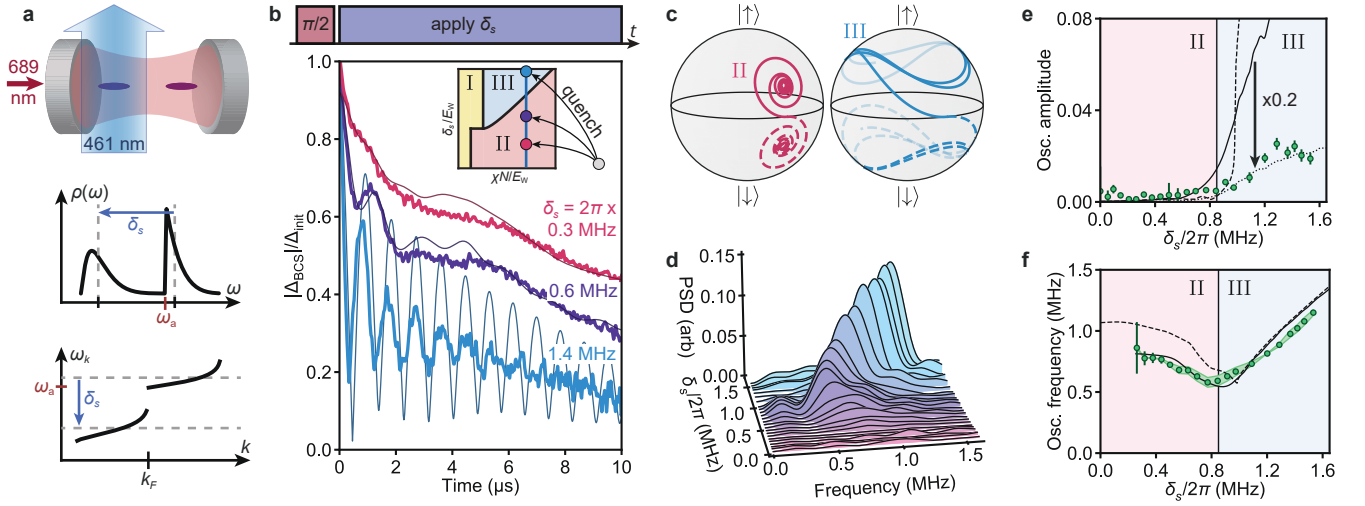 a
689
nm
461 nm
ρ(ω)
δs
ω
ωa
ωk
ωa
δs
k
kF
b
π/2
apply δs
t
|ΔBCS|/Δinit
1.0
0.8
0.6
0.4
0.2
0.0
0
2
4
6
8
10
Time (μs)
I
III
II
quench
δs/EW
χN/EW
δs = 2π x
0.3 MHz
0.6 MHz
1.4 MHz
c
|↑⟩
|↑⟩
II
III
|↓⟩
|↓⟩
d
PSD (arb)
0.15
0.10
0.05
0.00
1.5
1.0
0.5
0.0
δs/2π (MHz)
0.0
0.5
1.0
1.5
Frequency (MHz)
e
Osc. amplitude
0.08
0.04
0.00
II
III
x0.2
0.0
0.4
0.8
1.2
1.6
δs/2π (MHz)
f
Osc. frequency (MHz)
1.5
1.0
0.5
0.0
II
III
0.0
0.4
0.8
1.2
1.6
δs/2π (MHz)